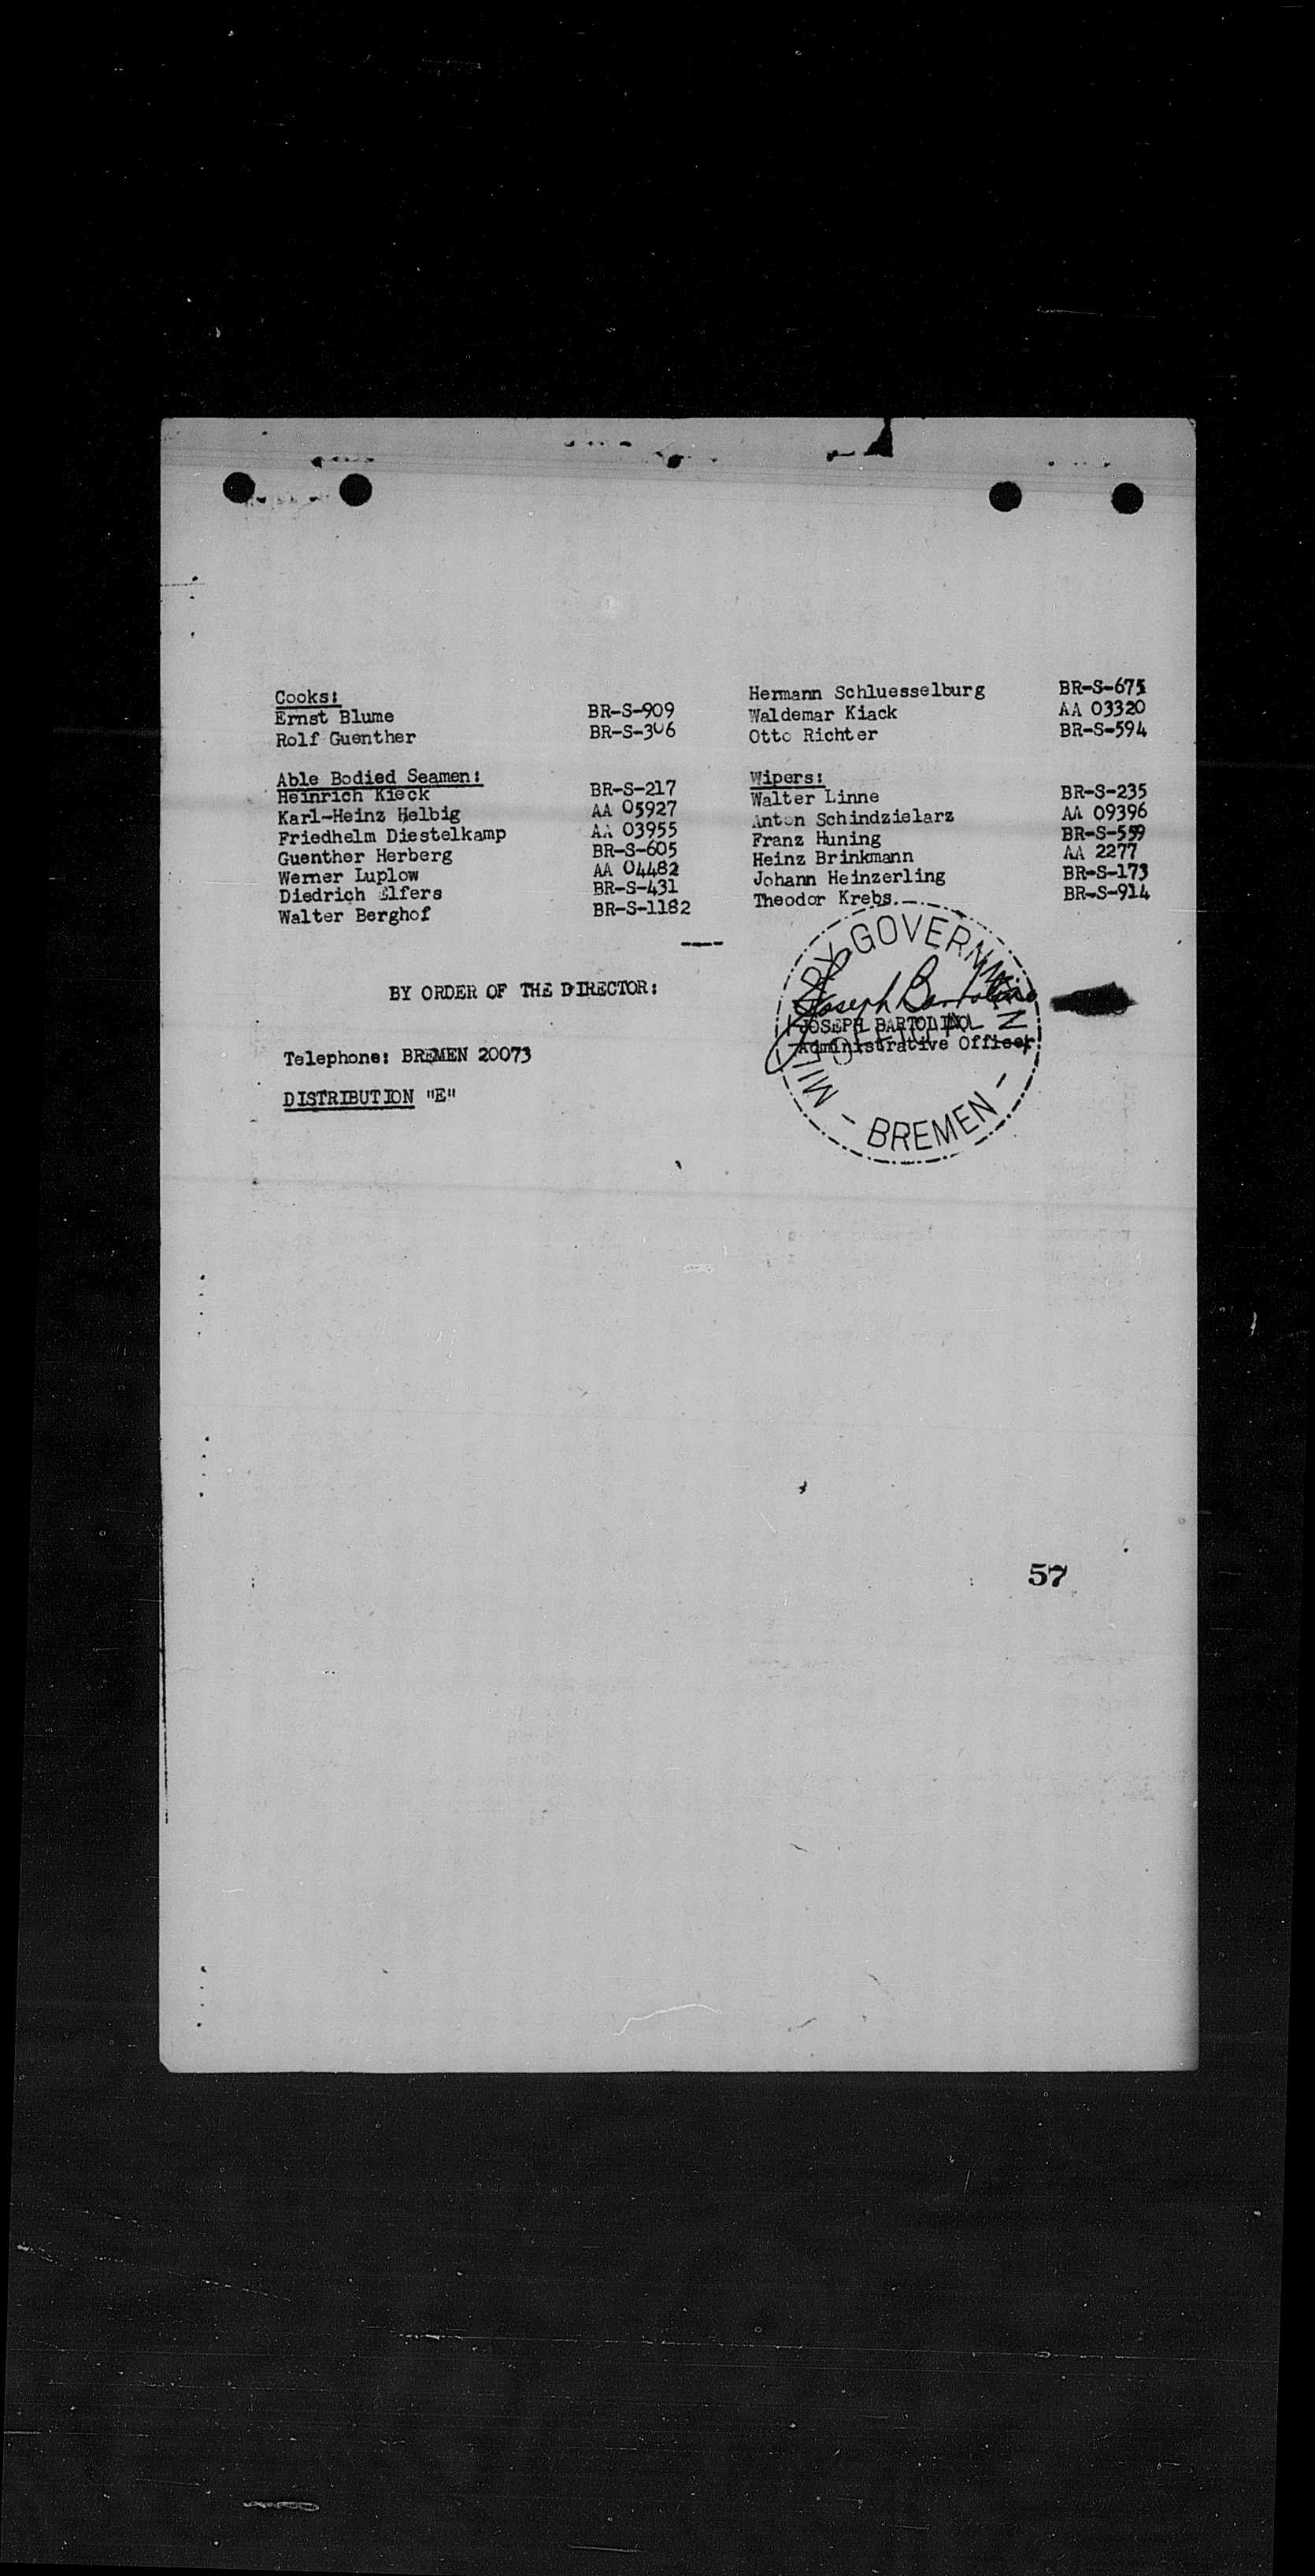 Cooks:
Ernst Blume BR-S-909
Rolf Guenther BR-S-306
Able Bodied Seamen:
Heinrich Kieck BR-S-217
Karl-Heinz Helbig AA 05927
Friedhelm Diestelkamp AA 03955
Guenther Herberg BR-S-605
Werner Luplow AA 04482
Diedrich Elfers BR-S-431
Walter Berghof BR-S-1182
Hermann Schluesselburg BR-S-675
Waldemar Kiack AA 03320
Otto Richter BR-S-594
Wipers:
Walter Linne BR-S-235
Anton Schindzielarz AA 09396
Franz Huning BR-S-559
Heinz Brinkmann AA 2277
Johann Heinzerling BR-S-173
Theodor Krebs BR-S-914
BY ORDER OF THE DIRECTOR:
MILITARY GOVERNMENT
OFFICIAL
- BREMEN -
Joseph Bartolino
JOSEPH BARTOLINO
Administrative Officer
Telephone: BREMEN 20073
DISTRIBUTION "E"
57